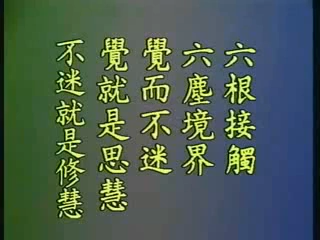 六根接觸
六塵境界
覺而不迷
覺就是思慧
不迷就是修慧